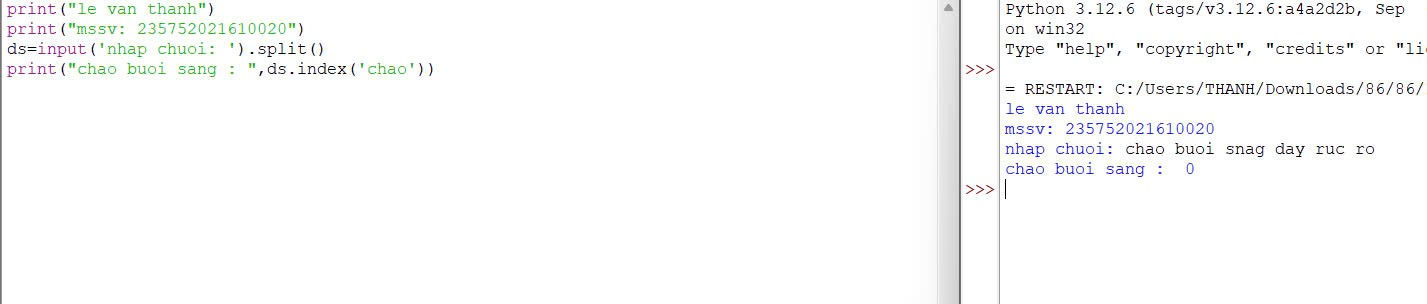 print("le van thanh")
print("mssv: 235752021610020")
ds=input('nhap chuoi: ').split()
print("chao buoi sang : ",ds.index('chao'))
Python 3.12.6 (tags/v3.12.6:a4a2d2b, Sep
on win32
Type "help", "copyright", "credits" or "li
>>>
= RESTART: C:/Users/THANH/Downloads/86/86/
le van thanh
mssv: 235752021610020
nhap chuoi: chao buoi snag day ruc ro
chao buoi sang :  0
>>>